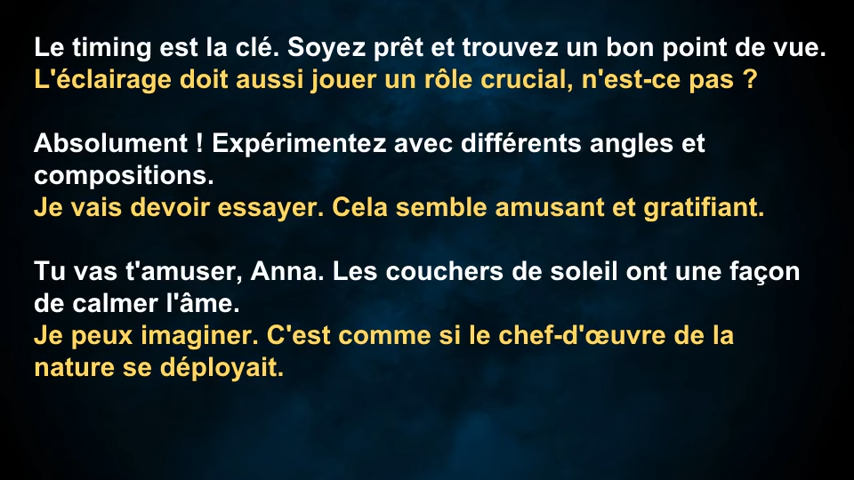 Le timing est la clé. Soyez prêt et trouvez un bon point de vue.
L'éclairage doit aussi jouer un rôle crucial, n'est-ce pas ?
Absolument ! Expérimentez avec différents angles et
compositions.
Je vais devoir essayer. Cela semble amusant et gratifiant.
Tu vas t'amuser, Anna. Les couchers de soleil ont une façon
de calmer l'âme.
Je peux imaginer. C'est comme si le chef-d'œuvre de la
nature se déployait.